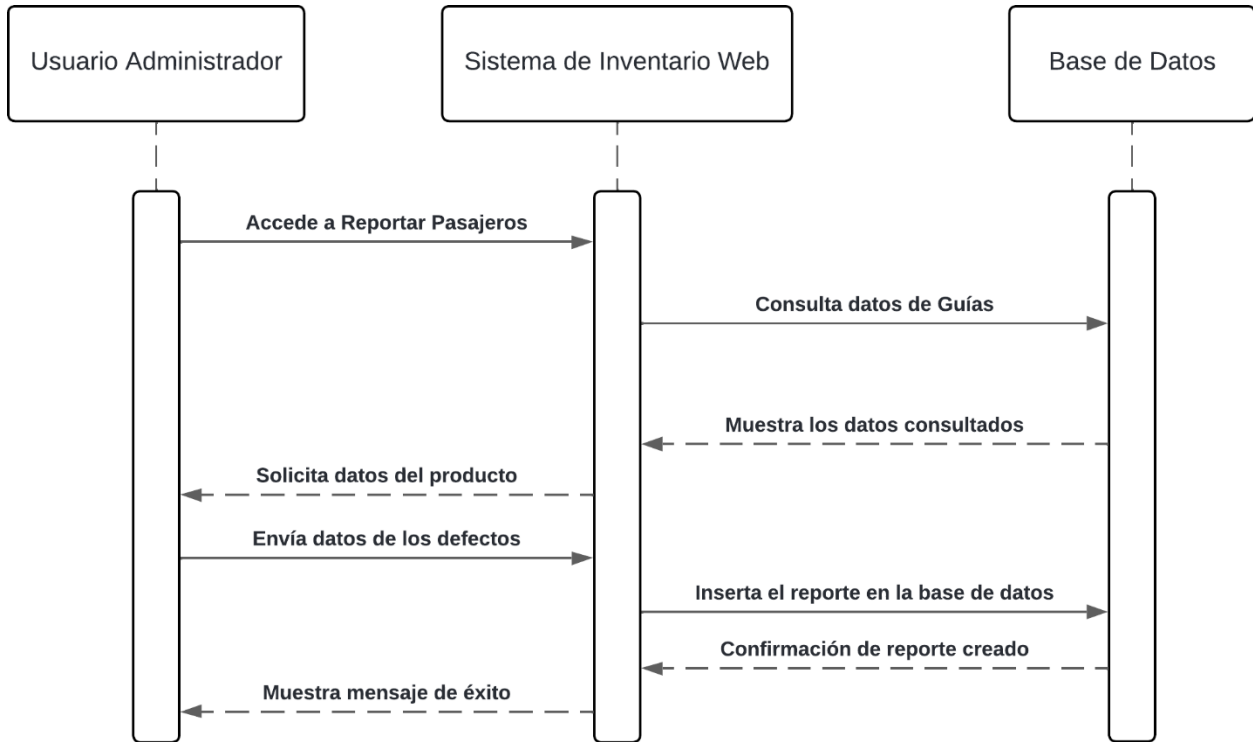 Usuario Administrador
Sistema de Inventario Web
Base de Datos
Accede a Reportar Pasajeros
Consulta datos de Guías
Muestra los datos consultados
Solicita datos del producto
Envía datos de los defectos
Inserta el reporte en la base de datos
Confirmación de reporte creado
Muestra mensaje de éxito